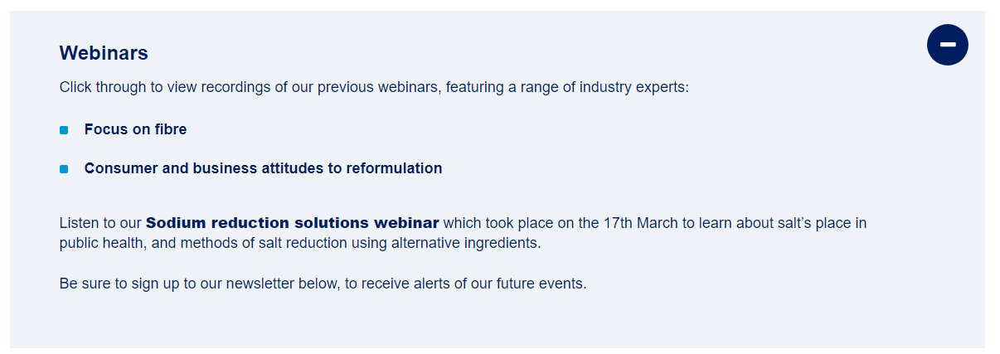 Webinars
Click through to view recordings of our previous webinars, featuring a range of industry experts:
Focus on fibre
Consumer and business attitudes to reformulation
Listen to our Sodium reduction solutions webinar which took place on the 17th March to learn about salt’s place in
public health, and methods of salt reduction using alternative ingredients.
Be sure to sign up to our newsletter below, to receive alerts of our future events.